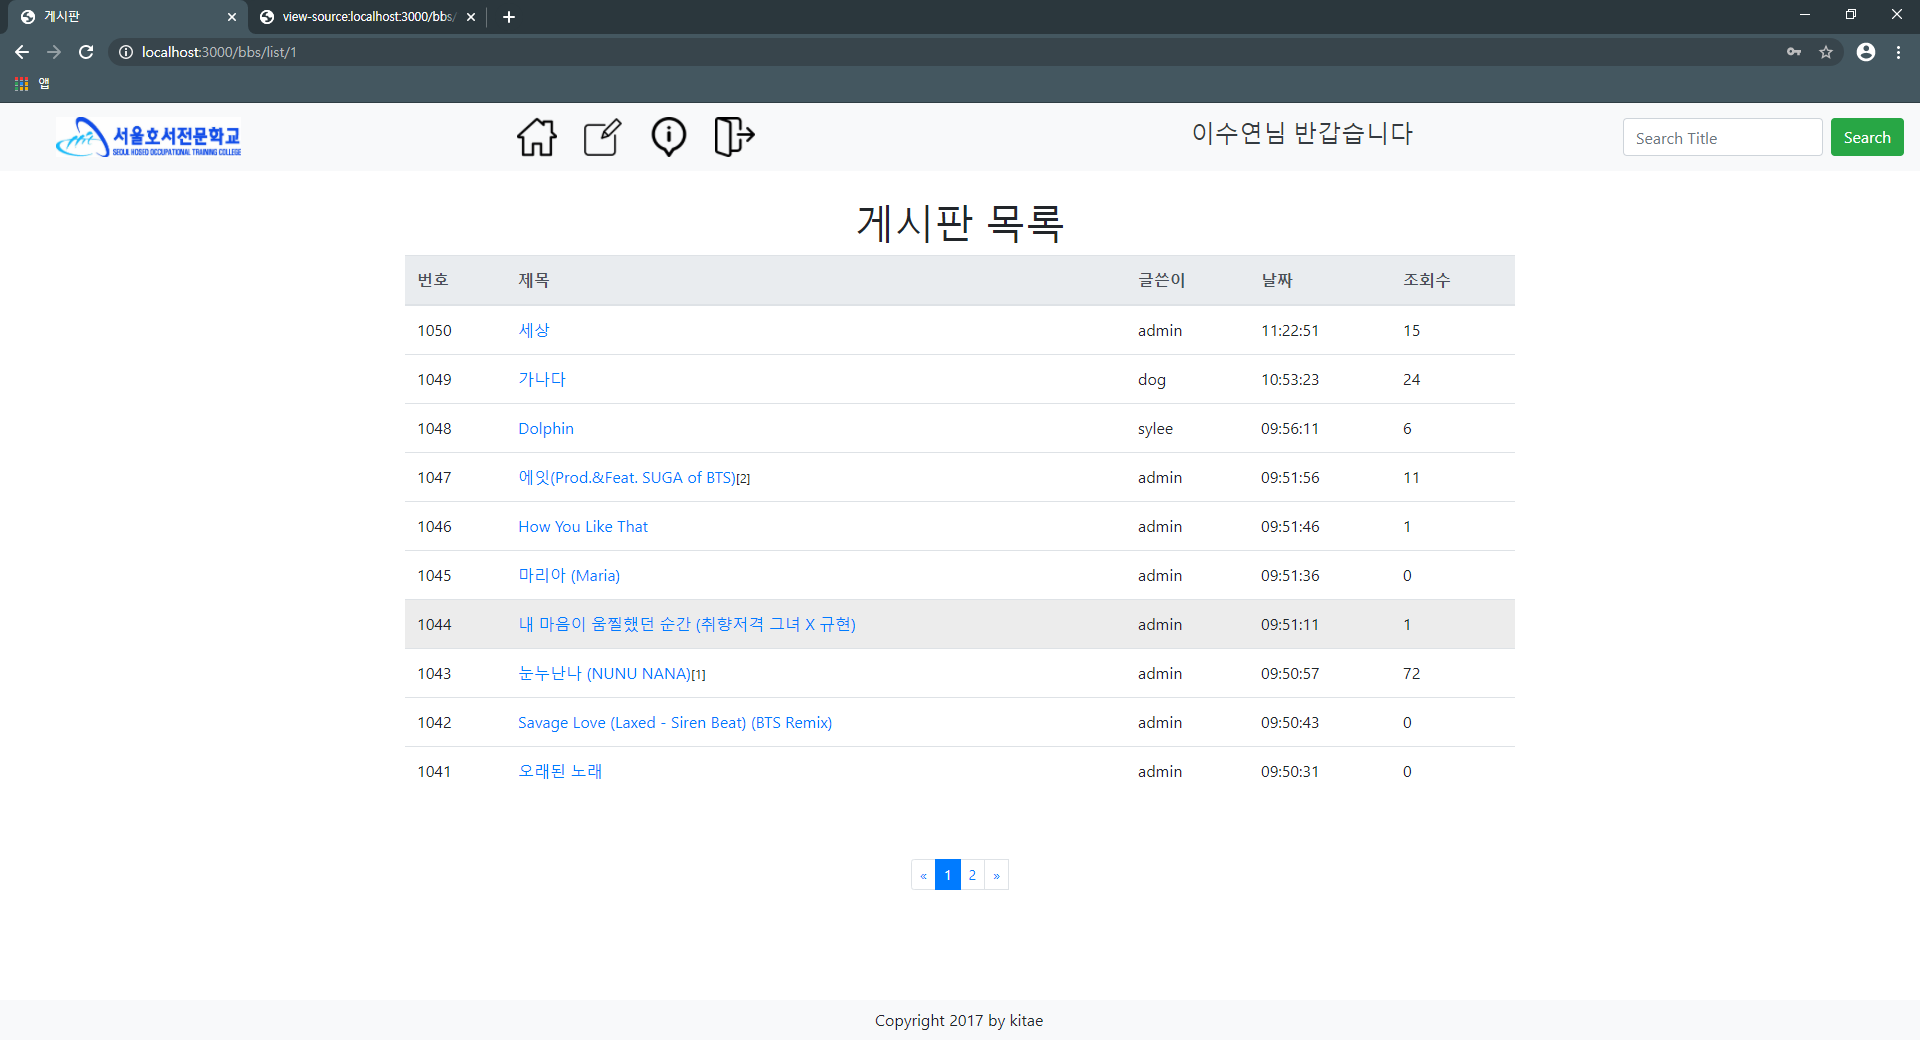 게시판
view-source:localhost:3000/bbs/
localhost:3000/bbs/list/1
앱
서울호서전문학교
SEOUL HOSEO OCCUPATIONAL TRAINING COLLEGE
이수연님 반갑습니다
Search Title
Search
게시판 목록
번호 제목 글쓴이 날짜 조회수
1050 세상 admin 11:22:51 15
1049 가나다 dog 10:53:23 24
1048 Dolphin sylee 09:56:11 6
1047 에잇(Prod.&Feat. SUGA of BTS)[2] admin 09:51:56 11
1046 How You Like That admin 09:51:46 1
1045 마리아 (Maria) admin 09:51:36 0
1044 내 마음이 움찔했던 순간 (취향저격 그녀 X 규현) admin 09:51:11 1
1043 눈누난나 (NUNU NANA)[1] admin 09:50:57 72
1042 Savage Love (Laxed - Siren Beat) (BTS Remix) admin 09:50:43 0
1041 오래된 노래 admin 09:50:31 0
« 1 2 »
Copyright 2017 by kitae